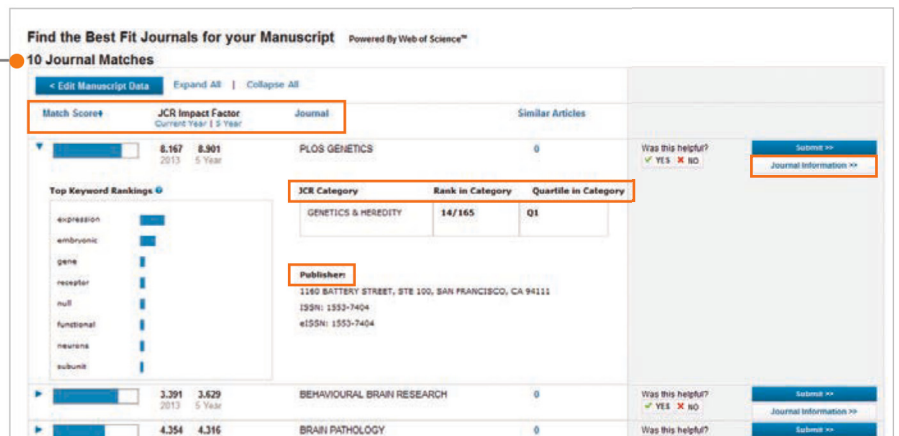 Find the Best Fit Journals for your Manuscript Powered By Web of Science™
10 Journal Matches
< Edit Manuscript Data Expand All | Collapse All
Match Score JCR Impact Factor Journal Similar Articles
Current Year | 5 Year
8.167 8.901 PLOS GENETICS 0 Was this helpful? Submit >>
2013 5 Year YES NO Journal Information >>
Top Keyword Rankings JCR Category Rank in Category Quartile in Category
expression GENETICS & HEREDITY 14/165 Q1
embryonic
gene
receptor
null
functional
neurons
subunit
Publisher:
1160 BATTERY STREET, STE 100, SAN FRANCISCO, CA 94111
ISSN: 1553-7404
eISSN: 1553-7404
3.391 3.629 BEHAVIOURAL BRAIN RESEARCH 0 Was this helpful? Submit >>
2013 5 Year YES NO Journal Information >>
4.354 4.316 BRAIN PATHOLOGY 0 Was this helpful? Submit >>